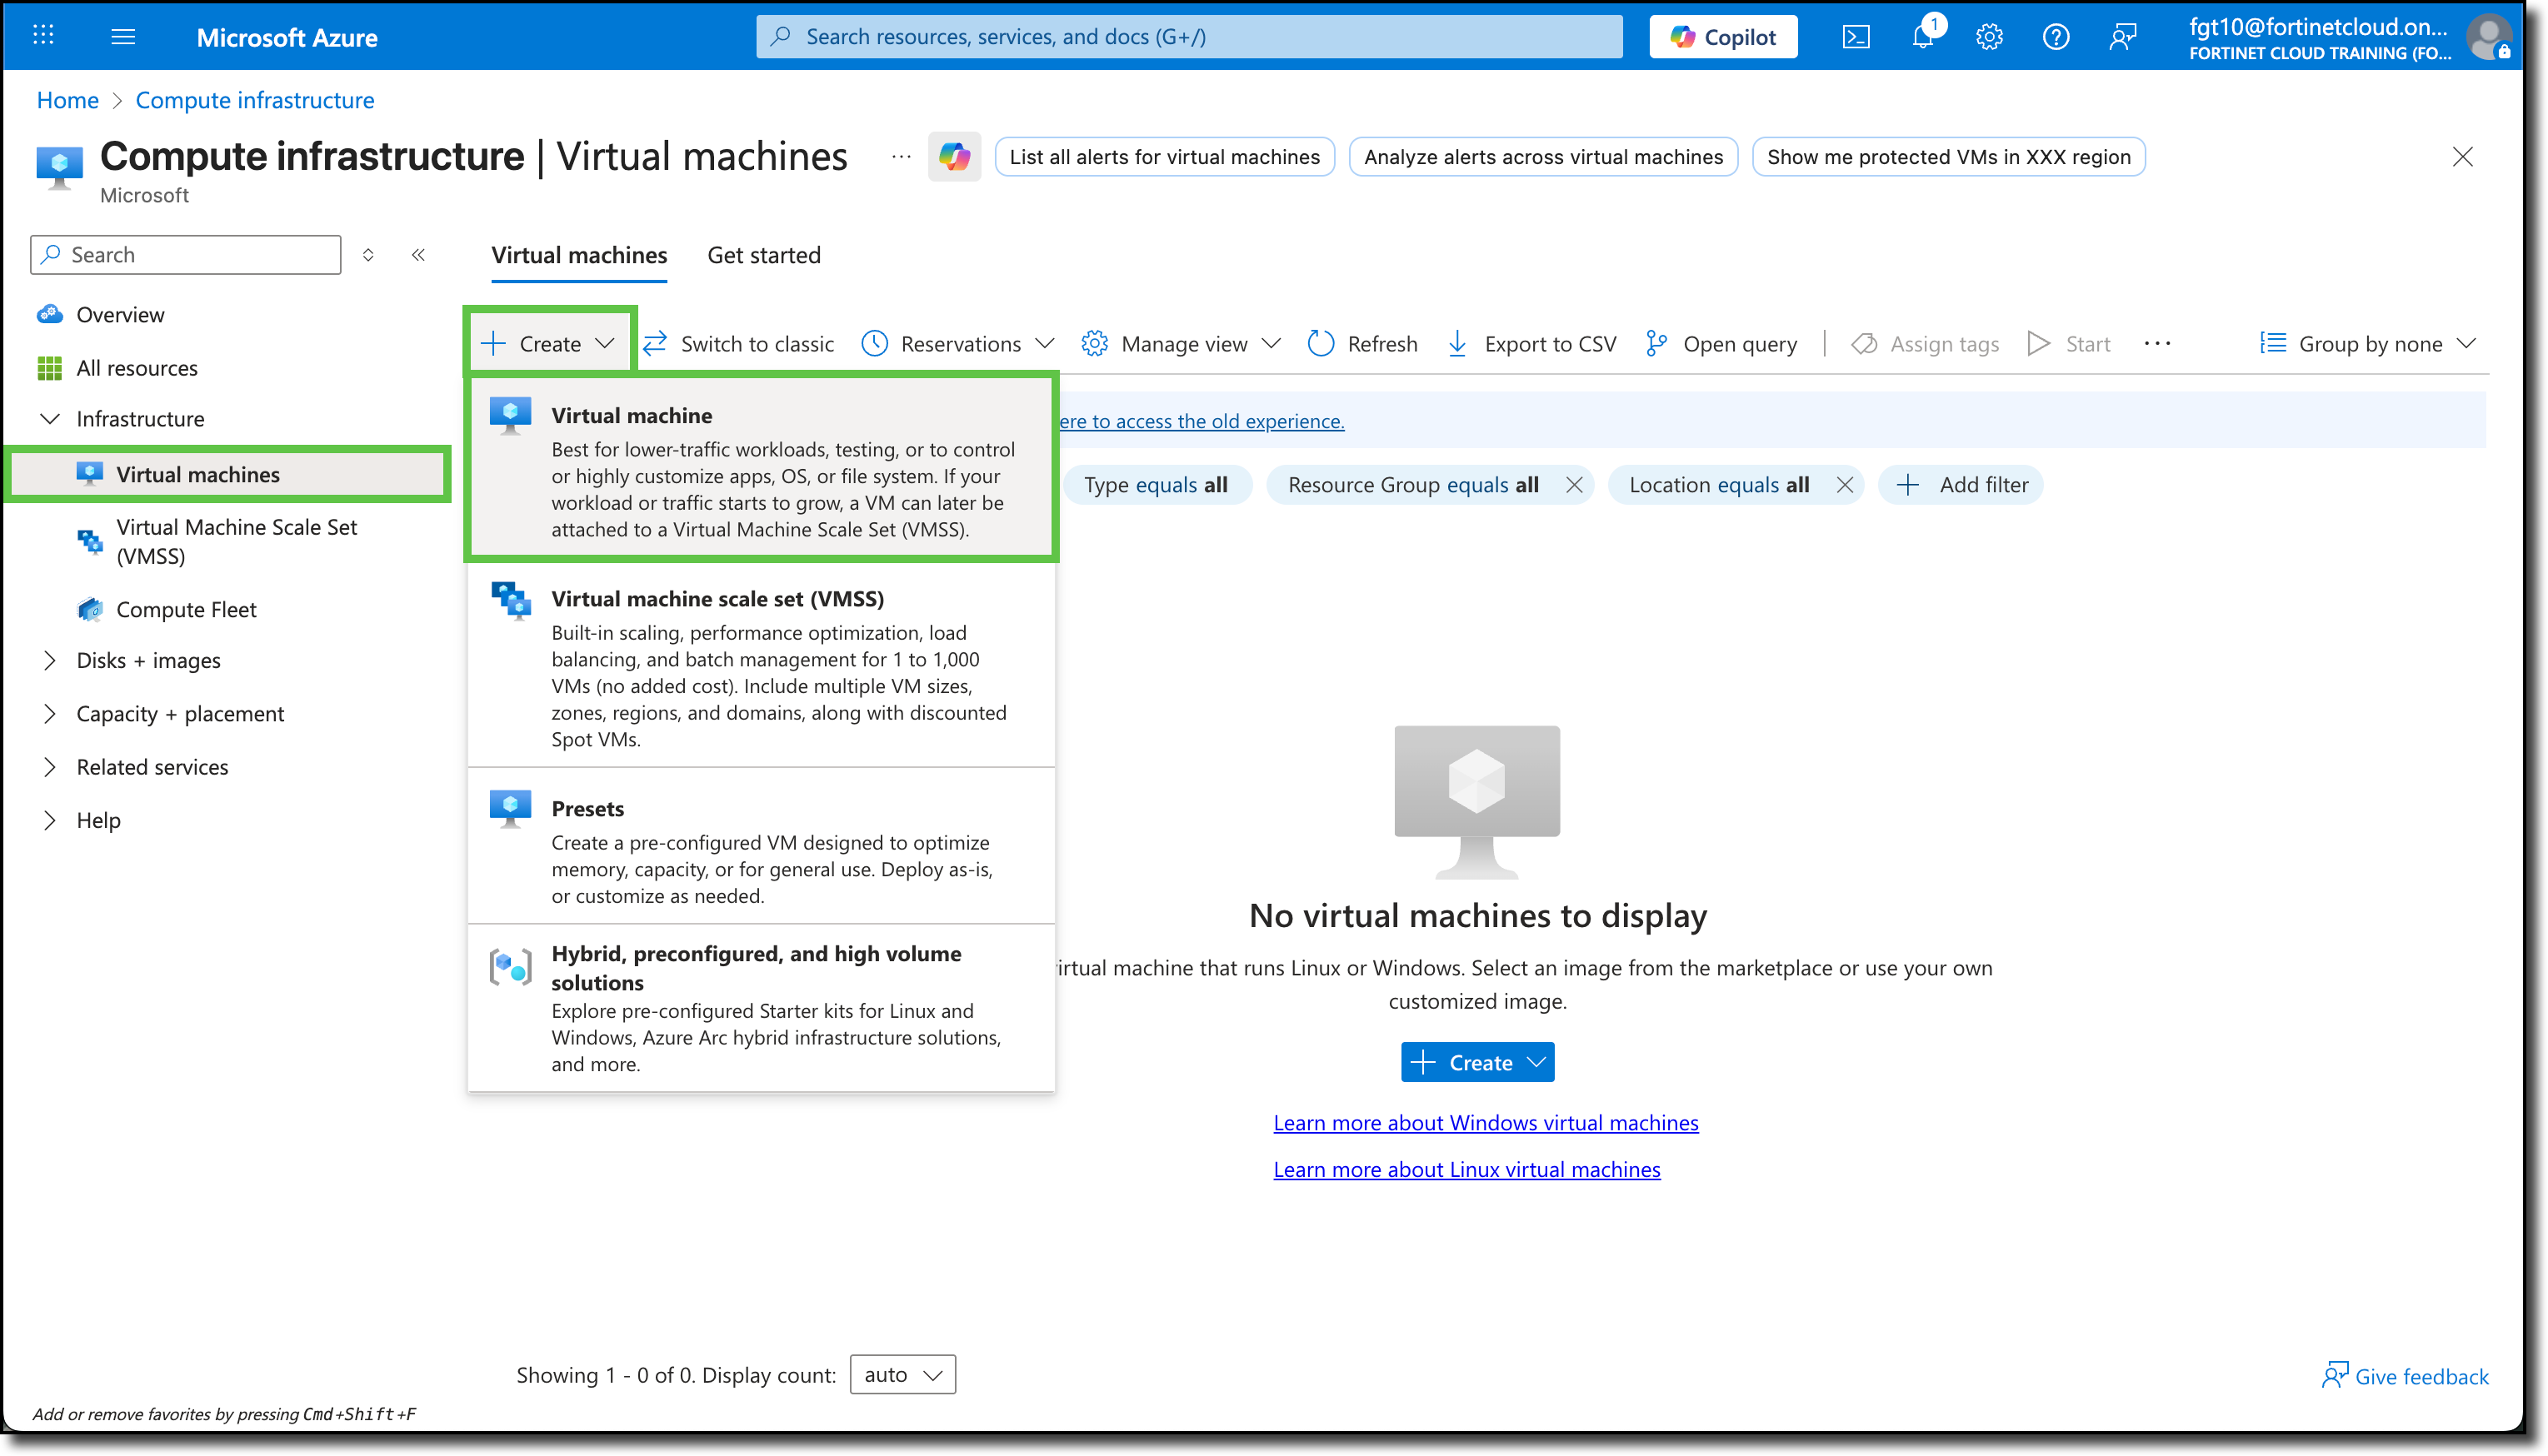 Microsoft Azure
Search resources, services, and docs (G+/)
Copilot
1
fgt10@fortinetcloud.on...
FORTINET CLOUD TRAINING (FO...
Home > Compute infrastructure
Compute infrastructure | Virtual machines
...
List all alerts for virtual machines
Analyze alerts across virtual machines
Show me protected VMs in XXX region
Microsoft
Search
Virtual machines
Get started
Overview
All resources
Infrastructure
Virtual machines
Virtual Machine Scale Set
(VMSS)
Compute Fleet
Disks + images
Capacity + placement
Related services
Help
Create
Switch to classic
Reservations
Manage view
Refresh
Export to CSV
Open query
Assign tags
Start
...
Group by none
Virtual machine
Best for lower-traffic workloads, testing, or to control
or highly customize apps, OS, or file system. If your
workload or traffic starts to grow, a VM can later be
attached to a Virtual Machine Scale Set (VMSS).
Virtual machine scale set (VMSS)
Built-in scaling, performance optimization, load
balancing, and batch management for 1 to 1,000
VMs (no added cost). Include multiple VM sizes,
zones, regions, and domains, along with discounted
Spot VMs.
Presets
Create a pre-configured VM designed to optimize
memory, capacity, or for general use. Deploy as-is,
or customize as needed.
Hybrid, preconfigured, and high volume
solutions
Explore pre-configured Starter kits for Linux and
Windows, Azure Arc hybrid infrastructure solutions,
and more.
ere to access the old experience.
Type equals all
Resource Group equals all
Location equals all
Add filter
No virtual machines to display
irtual machine that runs Linux or Windows. Select an image from the marketplace or use your own
customized image.
Create
Learn more about Windows virtual machines
Learn more about Linux virtual machines
Showing 1 - 0 of 0. Display count:
auto
Give feedback
Add or remove favorites by pressing Cmd+Shift+F